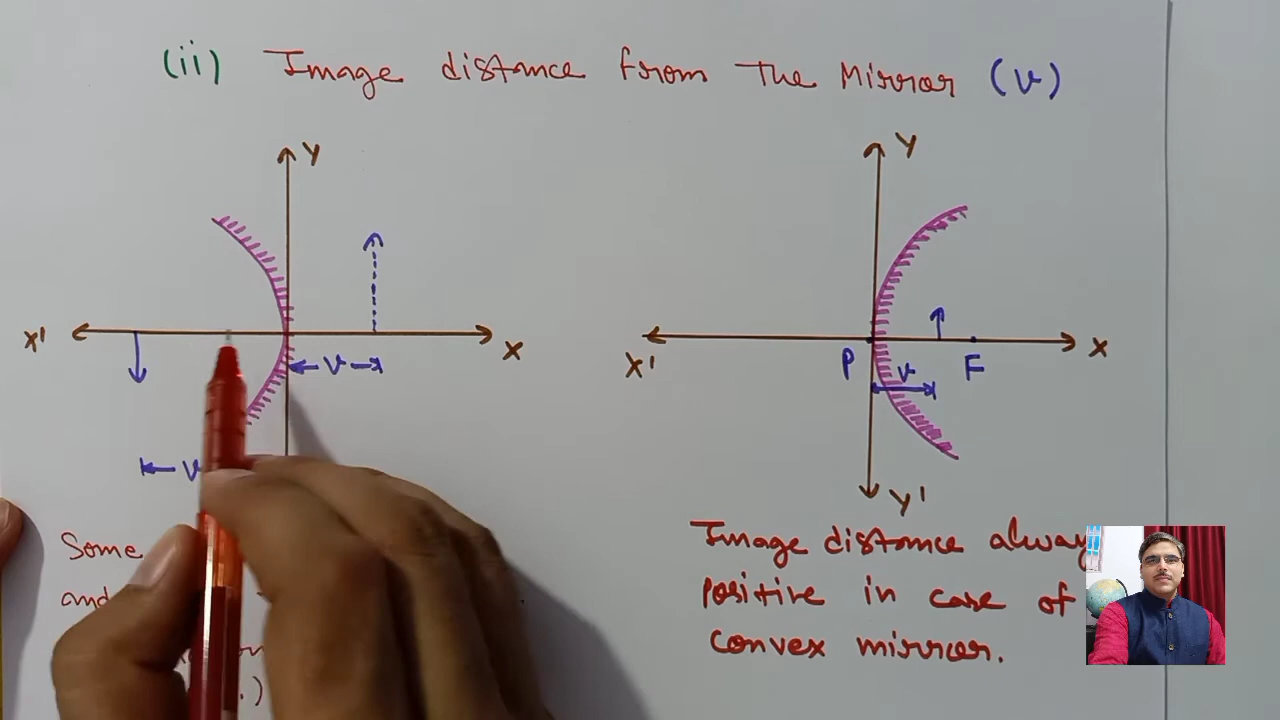 (ii) Image distance from The Mirror (v)
Y
Y
X'
X
v
X'
P
F
X
v
v
Y'
Some
and
Image distance always
positive in case of
convex mirror.